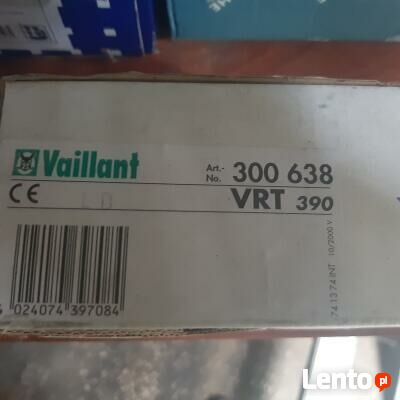 Vaillant
Art.-No. 300 638
CE
L D
VRT 390
024074 397084
74 13 74 INT 10/2000 V
Lento.pl